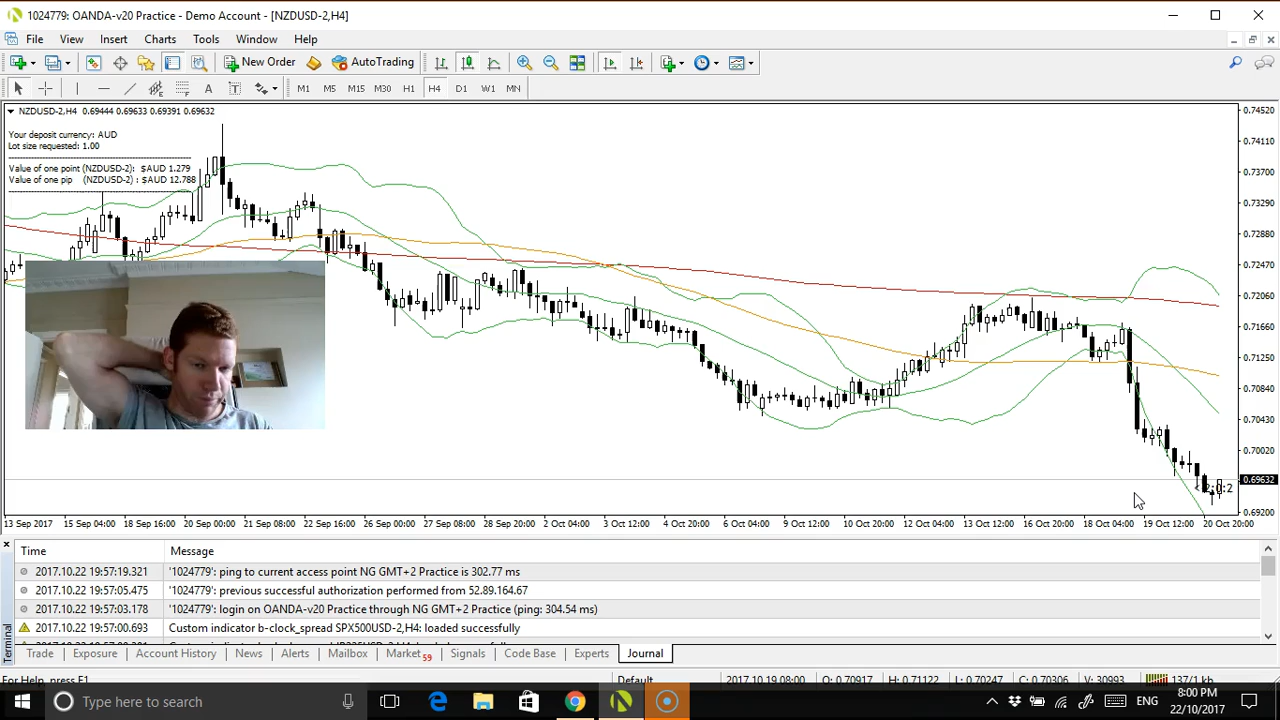 1024779: OANDA-v20 Practice - Demo Account - [NZDUSD-2,H4]
File View Insert Charts Tools Window Help
New Order AutoTrading
A T M1 M5 M15 M30 H1 H4 D1 W1 MN
NZDUSD-2,H4 0.69444 0.69633 0.69391 0.69632
Your deposit currency: AUD
Lot size requested: 1.00
Value of one point (NZDUSD-2): $AUD 1.279
Value of one pip (NZDUSD-2) : $AUD 12.788
0.74520
0.74110
0.73700
0.73290
0.72880
0.72470
0.72060
0.71660
0.71250
0.70840
0.70430
0.70020
0.69632
0.69200
13 Sep 2017 15 Sep 04:00 18 Sep 16:00 20 Sep 00:00 21 Sep 08:00 22 Sep 16:00 26 Sep 00:00 27 Sep 08:00 28 Sep 16:00 2 Oct 04:00 3 Oct 12:00 4 Oct 20:00 6 Oct 04:00 9 Oct 12:00 10 Oct 20:00 12 Oct 04:00 13 Oct 12:00 16 Oct 20:00 18 Oct 04:00 19 Oct 12:00 20 Oct 20:00
Time Message
2017.10.22 19:57:19.321 '1024779': ping to current access point NG GMT+2 Practice is 302.77 ms
2017.10.22 19:57:05.475 '1024779': previous successful authorization performed from 52.89.164.67
2017.10.22 19:57:03.178 '1024779': login on OANDA-v20 Practice through NG GMT+2 Practice (ping: 304.54 ms)
2017.10.22 19:57:00.693 Custom indicator b-clock_spread SPX500USD-2,H4: loaded successfully
Terminal
Trade Exposure Account History News Alerts Mailbox Market 59 Signals Code Base Experts Journal
For Help, press F1 Default 2017.10.19 08:00 O: 0.70917 H: 0.71122 L: 0.70247 C: 0.70306 V: 30993 137/1 kb
Type here to search
ENG
8:00 PM
22/10/2017